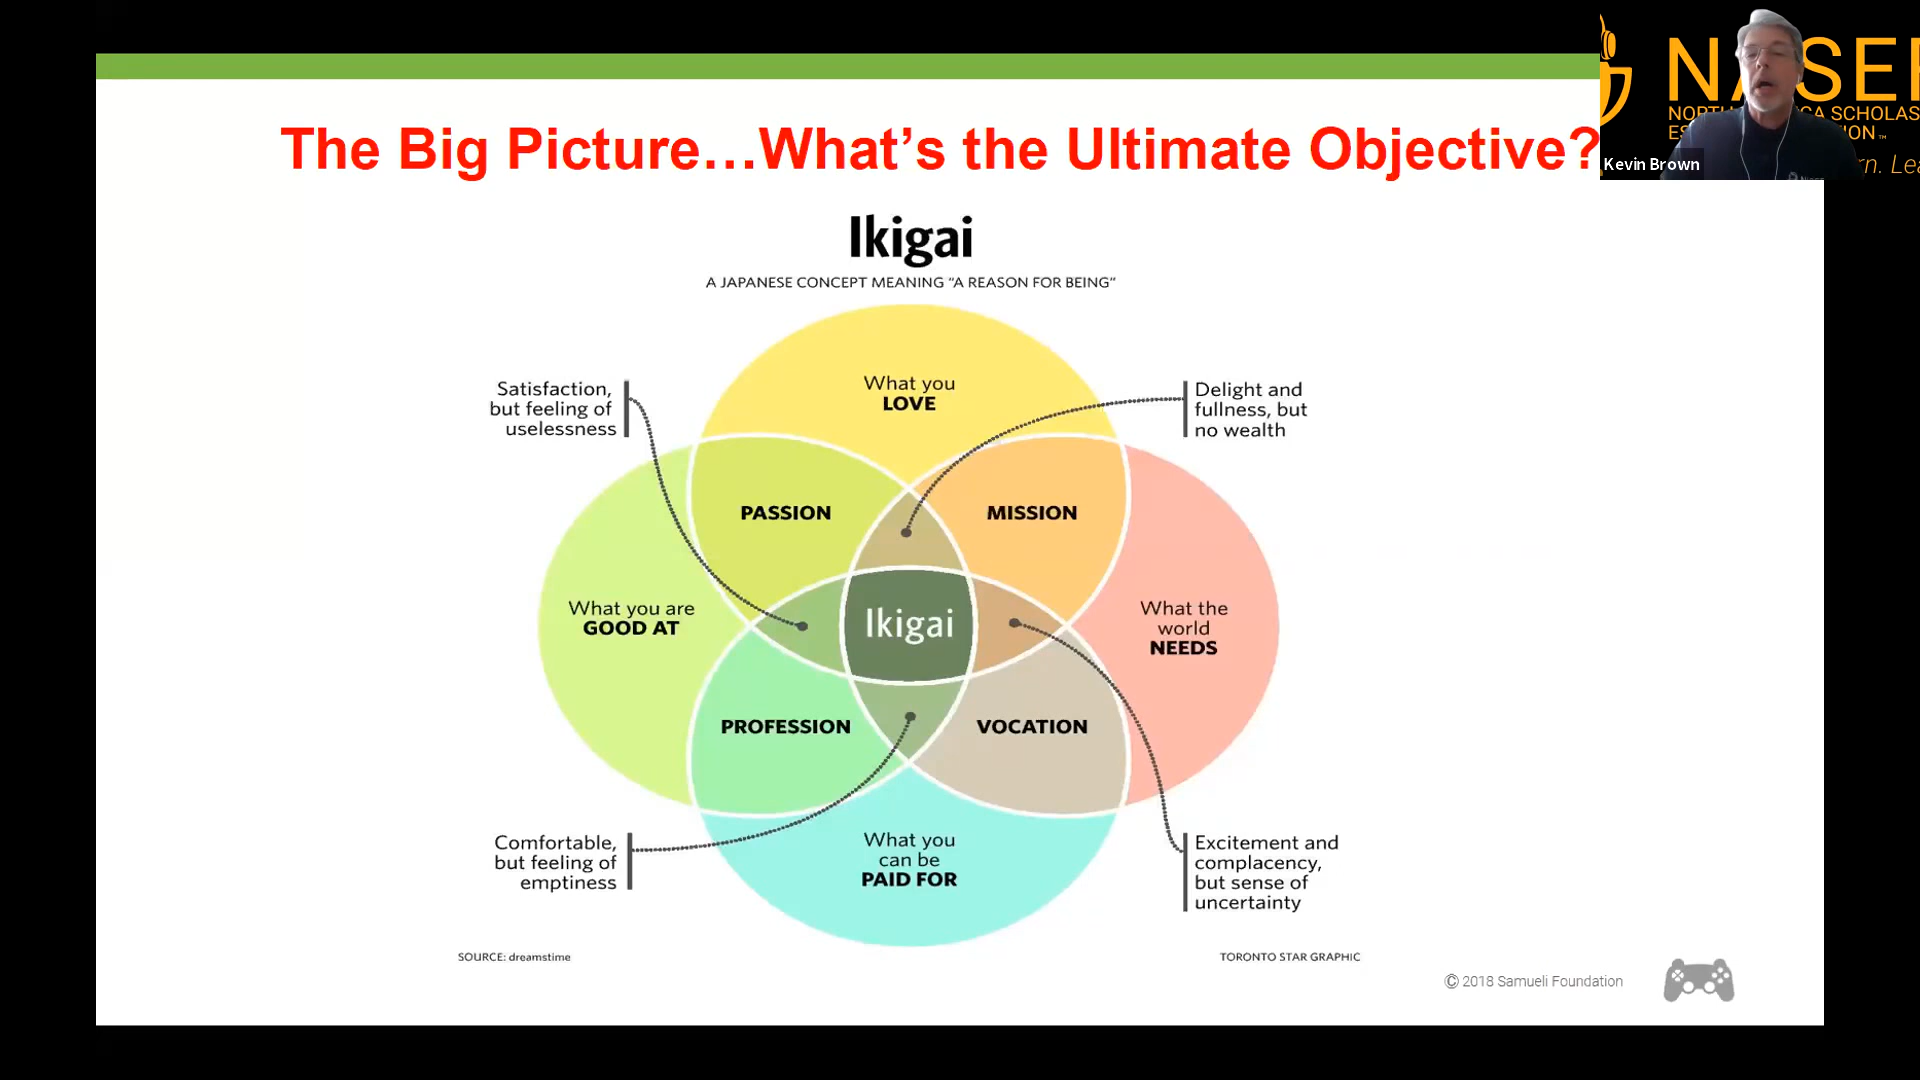 The Big Picture…What's the Ultimate Objective?
Kevin Brown
Ikigai
A JAPANESE CONCEPT MEANING "A REASON FOR BEING"
What you
LOVE
Satisfaction,
but feeling of
uselessness
Delight and
fullness, but
no wealth
PASSION
MISSION
What you are
GOOD AT
Ikigai
What the
world
NEEDS
PROFESSION
VOCATION
What you
can be
PAID FOR
Comfortable,
but feeling of
emptiness
Excitement and
complacency,
but sense of
uncertainty
SOURCE: dreamstime
TORONTO STAR GRAPHIC
© 2018 Samueli Foundation